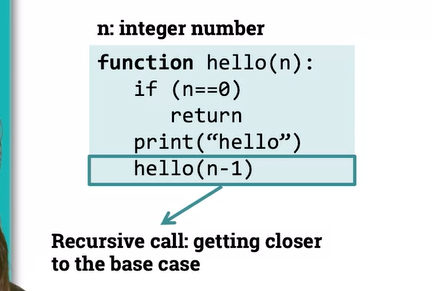 n: integer number
function hello(n):
if (n==0)
return
print(“hello”)
hello(n-1)
Recursive call: getting closer
to the base case